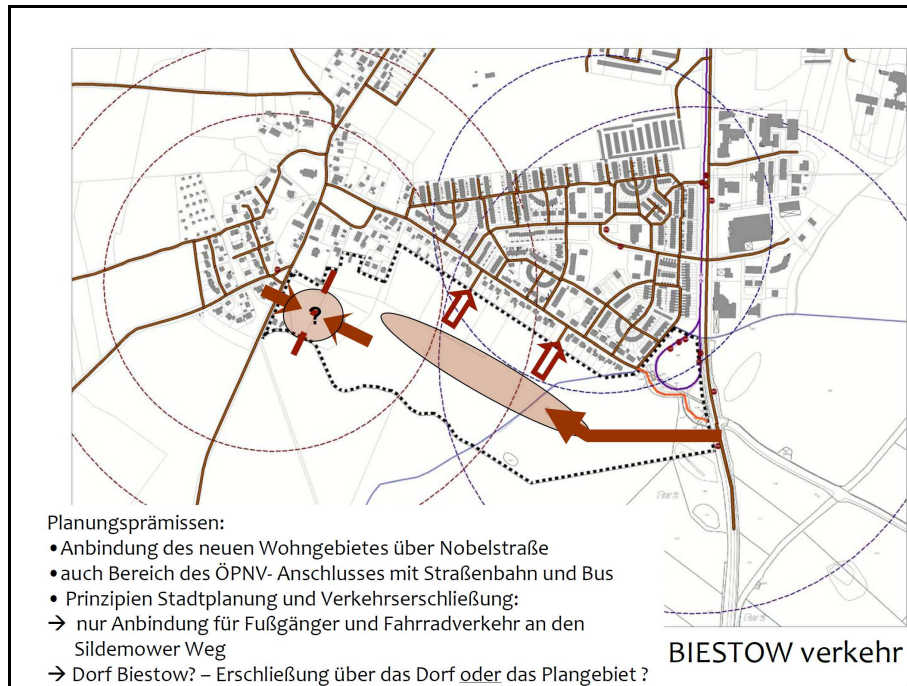 ?
Planungsprämissen:
•Anbindung des neuen Wohngebietes über Nobelstraße
•auch Bereich des ÖPNV- Anschlusses mit Straßenbahn und Bus
• Prinzipien Stadtplanung und Verkehrserschließung:
→ nur Anbindung für Fußgänger und Fahrradverkehr an den
Sildemower Weg
→ Dorf Biestow? – Erschließung über das Dorf oder das Plangebiet ?
BIESTOW verkehr